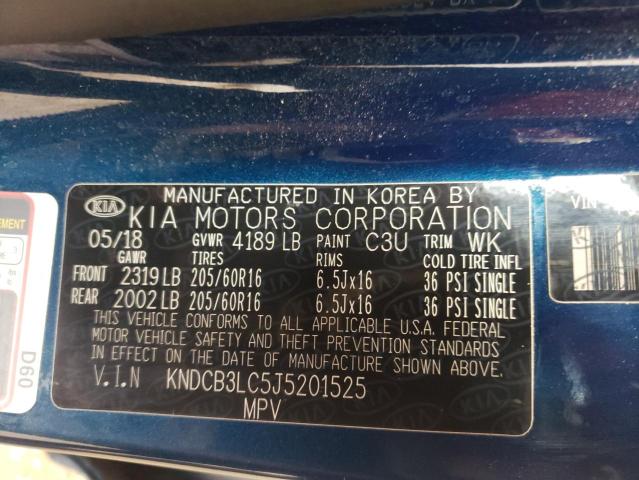 MANUFACTURED IN KOREA BY
KIA KIA MOTORS CORPORATION
05/18 GVWR 4189 LB PAINT C3U TRIM WK
GAWR TIRES RIMS COLD TIRE INFL
FRONT 2319 LB 205/60R16 6.5Jx16 36 PSI SINGLE
REAR 2002 LB 205/60R16 6.5Jx16 36 PSI SINGLE
THIS VEHICLE CONFORMS TO ALL APPLICABLE U.S.A. FEDERAL
MOTOR VEHICLE SAFETY AND THEFT PREVENTION STANDARDS
IN EFFECT ON THE DATE OF MANUFACTURE SHOWN ABOVE.
V.I.N KNDCB3LC5J5201525
MPV
VIN
D60